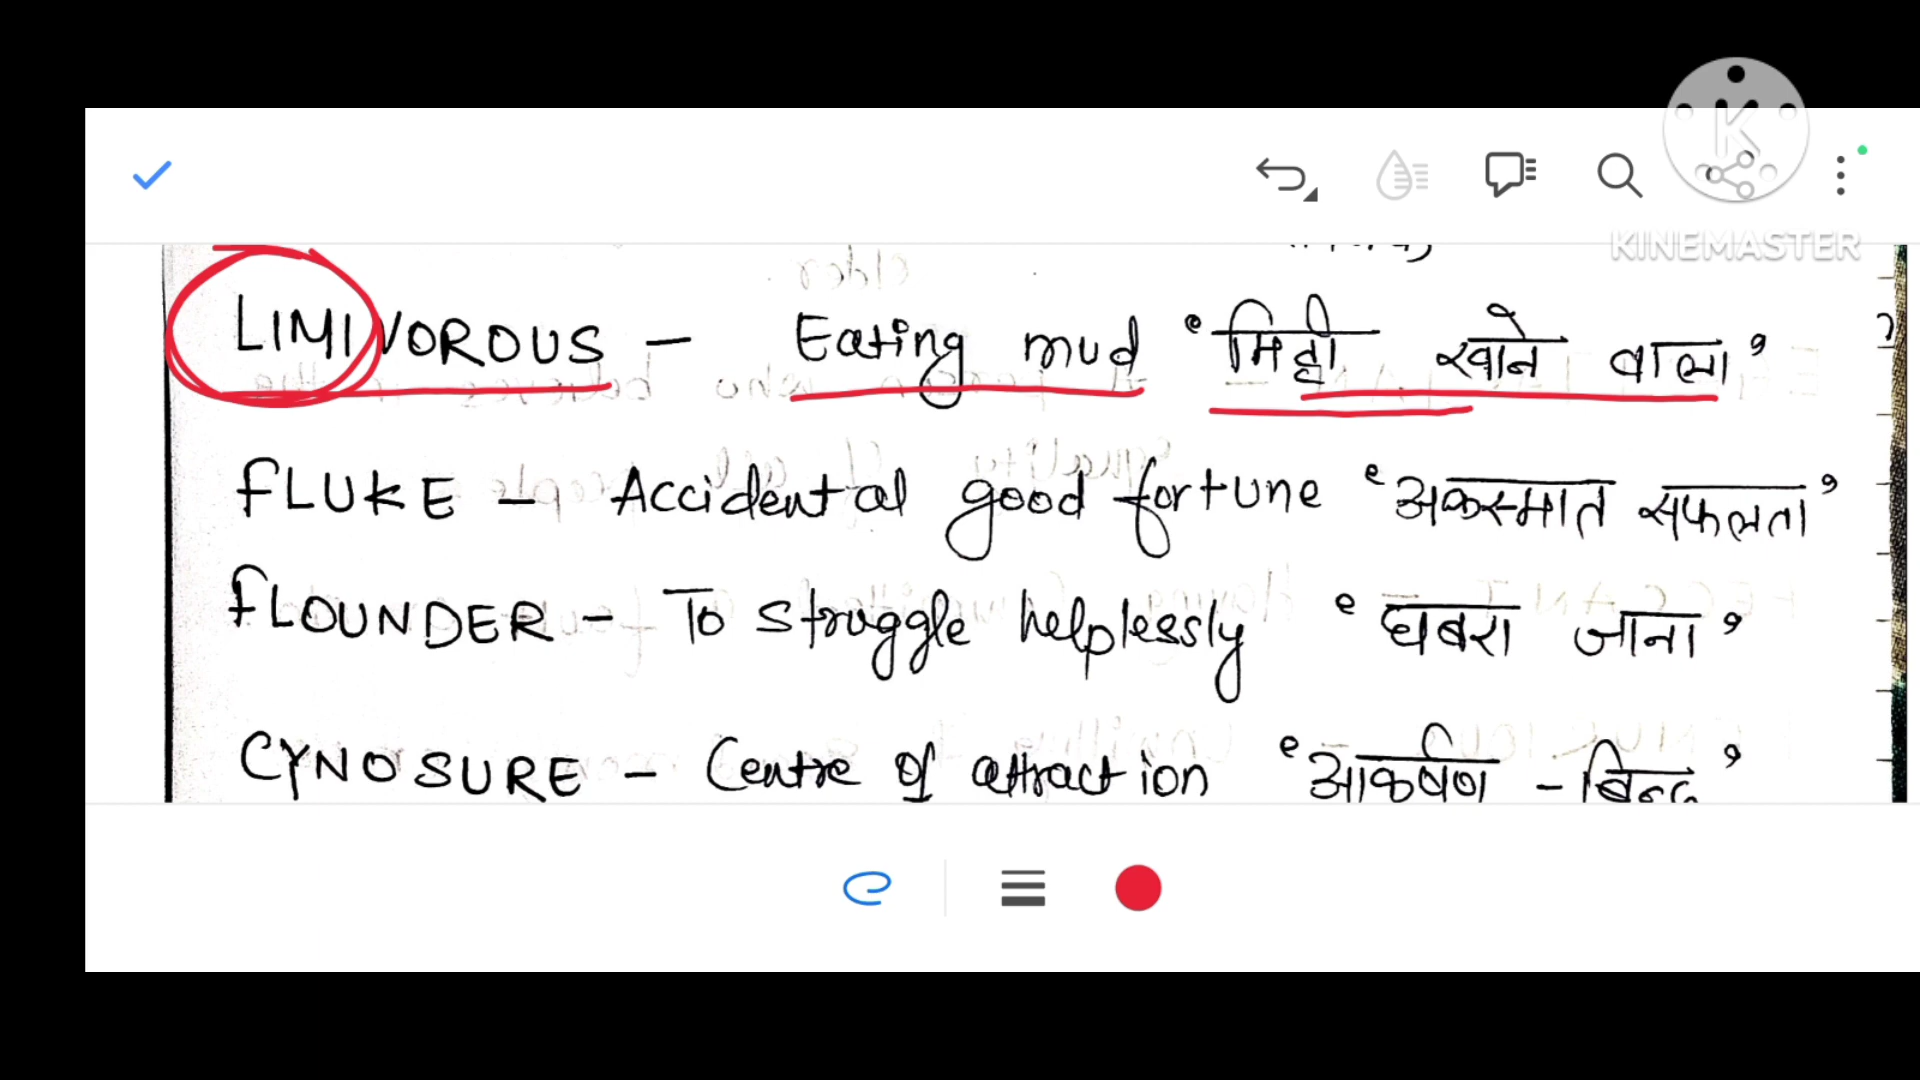 KINEMASTER
LIMIVOROUS - Eating mud 'मिट्टी खाने वाला'
FLUKE - Accidental good fortune 'अकस्मात सफलता'
FLOUNDER - To struggle helplessly 'घबरा जाना'
CYNOSURE - Centre of attraction 'आकर्षण - बिन्दु'